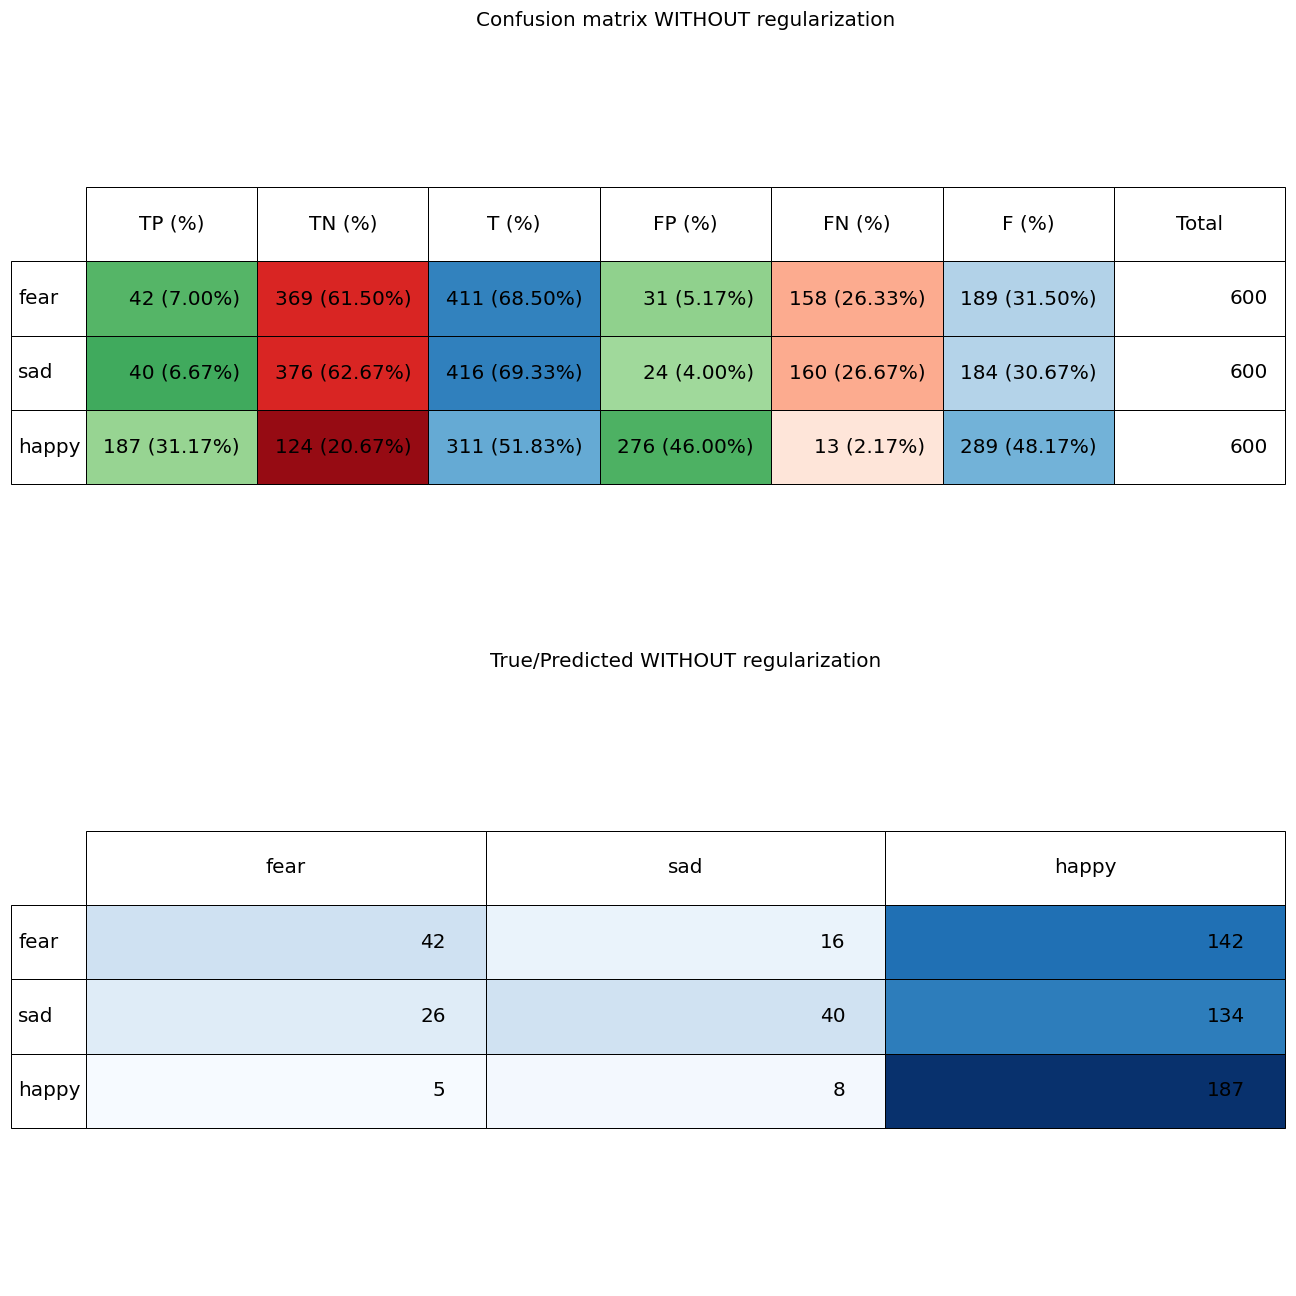 Confusion matrix WITHOUT regularization
TP (%) TN (%) T (%) FP (%) FN (%) F (%) Total
fear 42 (7.00%) 369 (61.50%) 411 (68.50%) 31 (5.17%) 158 (26.33%) 189 (31.50%) 600
sad 40 (6.67%) 376 (62.67%) 416 (69.33%) 24 (4.00%) 160 (26.67%) 184 (30.67%) 600
happy 187 (31.17%) 124 (20.67%) 311 (51.83%) 276 (46.00%) 13 (2.17%) 289 (48.17%) 600
True/Predicted WITHOUT regularization
fear sad happy
fear 42 16 142
sad 26 40 134
happy 5 8 187